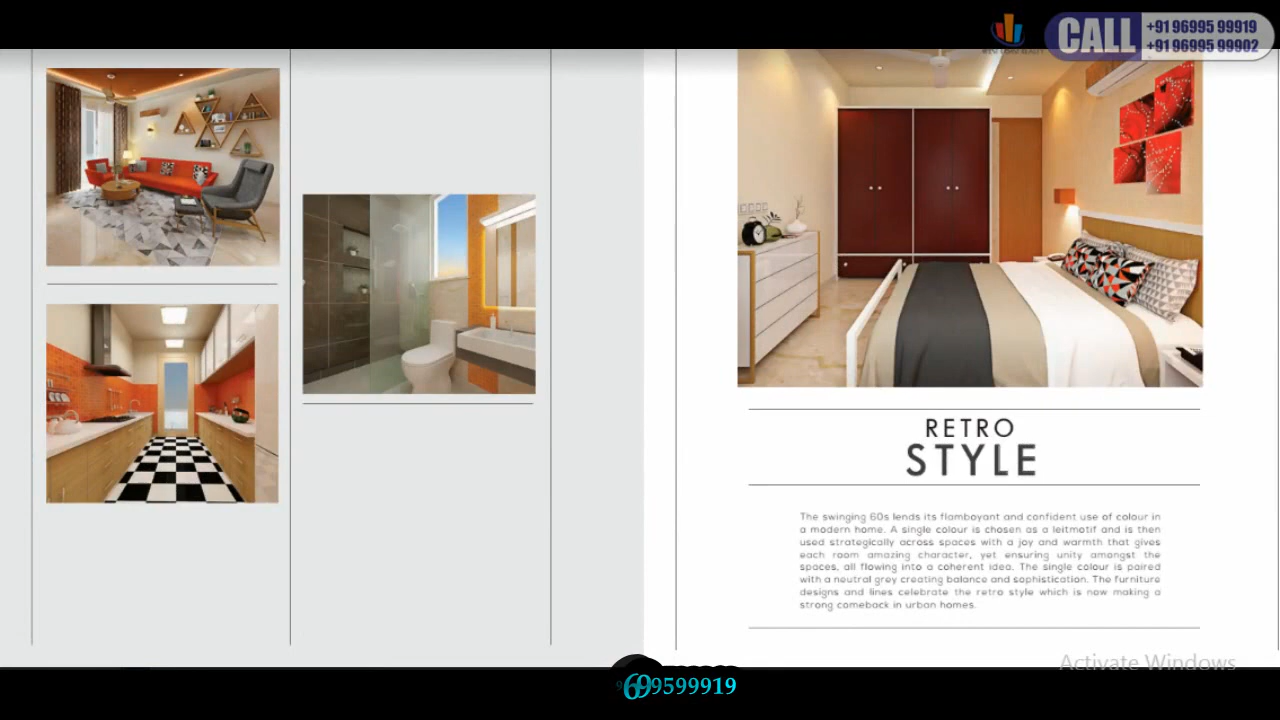 CALL
+91 96995 99919
+91 96995 99902
RETRO
STYLE
The swinging 60s lends its flamboyant and confident use of colour in
a modern home. A single colour is chosen as a leitmotif and is then
used strategically across spaces with a joy and warmth that gives
each room amazing character, yet ensuring unity amongst the
spaces, all flowing into a coherent idea. The single colour is paired
with a neutral grey creating balance and sophistication. The furniture
designs and lines celebrate the retro style which is now making a
strong comeback in urban homes.
Activate Windows
699599919